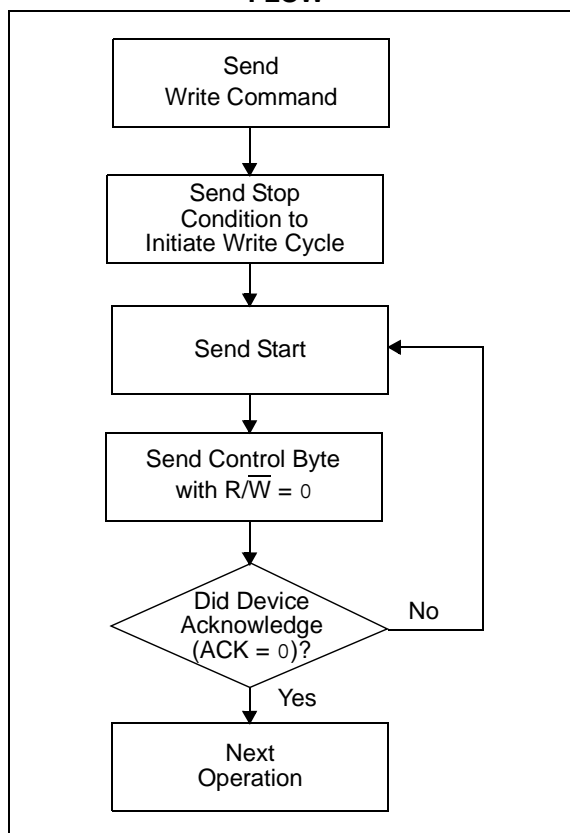 Send
Write Command
Send Stop
Condition to
Initiate Write Cycle
Send Start
Send Control Byte
with R/W̅ = 0
Did Device
Acknowledge
(ACK = 0)?
No
Yes
Next
Operation